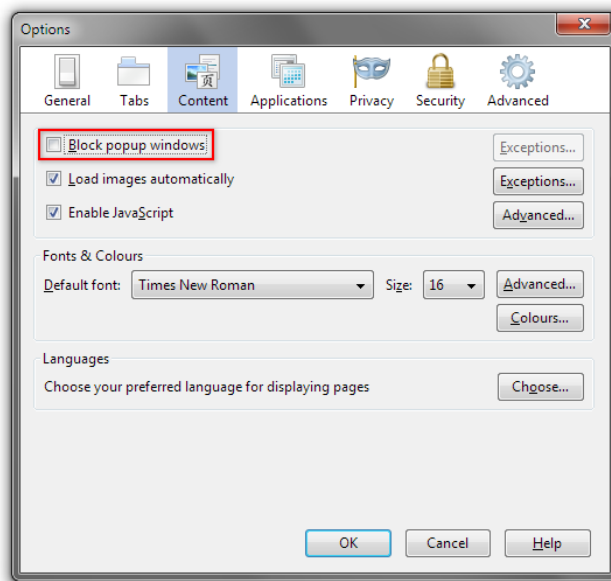 Options
General Tabs Content Applications Privacy Security Advanced
Block popup windows Exceptions...
Load images automatically Exceptions...
Enable JavaScript Advanced...
Fonts & Colours
Default font: Times New Roman Size: 16 Advanced...
Colours...
Languages
Choose your preferred language for displaying pages Choose...
OK Cancel Help